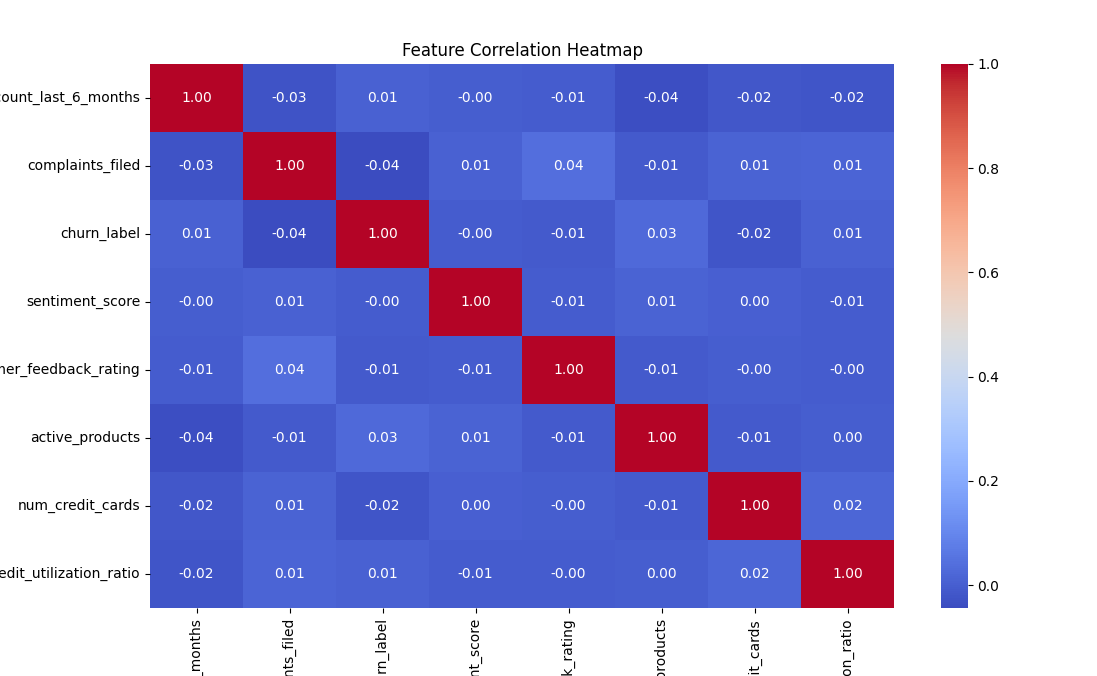 Feature Correlation Heatmap
count_last_6_months 1.00 -0.03 0.01 -0.00 -0.01 -0.04 -0.02 -0.02
complaints_filed -0.03 1.00 -0.04 0.01 0.04 -0.01 0.01 0.01
churn_label 0.01 -0.04 1.00 -0.00 -0.01 0.03 -0.02 0.01
sentiment_score -0.00 0.01 -0.00 1.00 -0.01 0.01 0.00 -0.01
ner_feedback_rating -0.01 0.04 -0.01 -0.01 1.00 -0.01 -0.00 -0.00
active_products -0.04 -0.01 0.03 0.01 -0.01 1.00 -0.01 0.00
num_credit_cards -0.02 0.01 -0.02 0.00 -0.00 -0.01 1.00 0.02
edit_utilization_ratio -0.02 0.01 0.01 -0.01 -0.00 0.00 0.02 1.00
_months
nts_filed
rn_label
nt_score
k_rating
products
it_cards
on_ratio
1.0
0.8
0.6
0.4
0.2
0.0